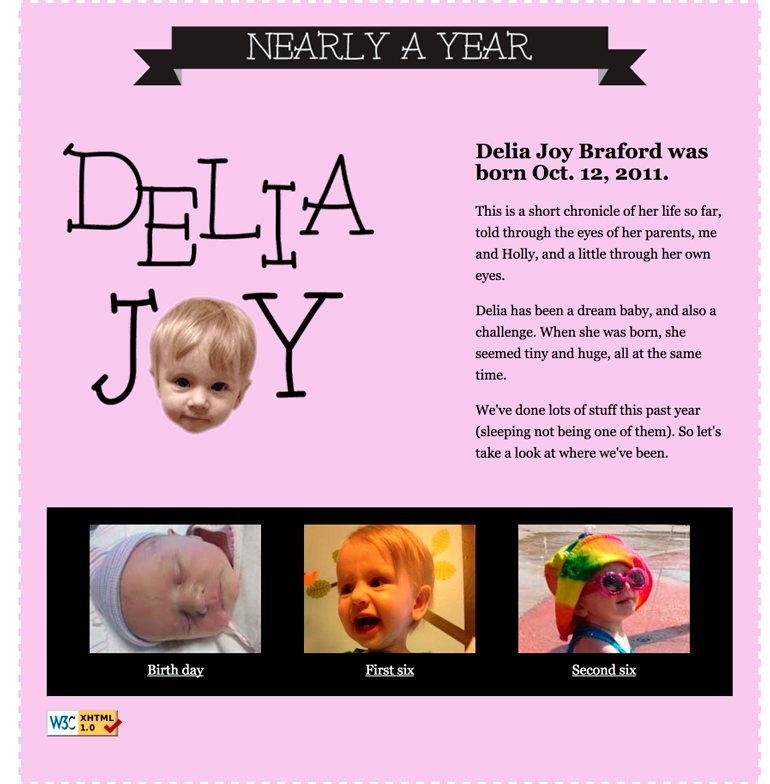 NEARLY A YEAR
DELIA
JOY
Delia Joy Braford was
born Oct. 12, 2011.
This is a short chronicle of her life so far,
told through the eyes of her parents, me
and Holly, and a little through her own
eyes.
Delia has been a dream baby, and also a
challenge. When she was born, she
seemed tiny and huge, all at the same
time.
We've done lots of stuff this past year
(sleeping not being one of them). So let's
take a look at where we've been.
Birth day
First six
Second six
W3C XHTML
1.0